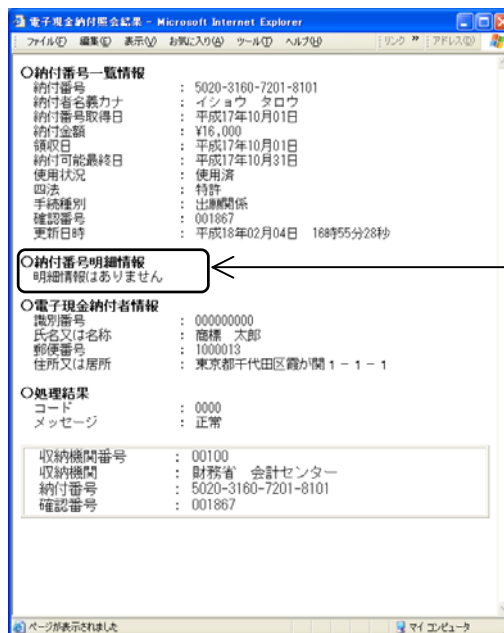 電子現金納付照会結果 - Microsoft Internet Explorer
ファイル(F) 編集(E) 表示(V) お気に入り(A) ツール(T) ヘルプ(H) リンク » アドレス(D)
○納付番号一覧情報
納付番号 : 5020-3160-7201-8101
納付者名義カナ : イショウ タロウ
納付番号取得日 : 平成17年10月01日
納付金額 : ¥16,000
領収日 : 平成17年10月01日
納付可能最終日 : 平成17年10月31日
使用状況 : 使用済
四法 : 特許
手続種別 : 出願関係
確認番号 : 001867
更新日時 : 平成18年02月04日 16時55分28秒
○納付番号明細情報
明細情報はありません
○電子現金納付者情報
識別番号 : 000000000
氏名又は名称 : 商標 太郎
郵便番号 : 1000013
住所又は居所 : 東京都千代田区霞が関1-1-1
○処理結果
コード : 0000
メッセージ : 正常
収納機関番号 : 00100
収納機関 : 財務省 会計センター
納付番号 : 5020-3160-7201-8101
確認番号 : 001867
ページが表示されました マイ コンピュータ